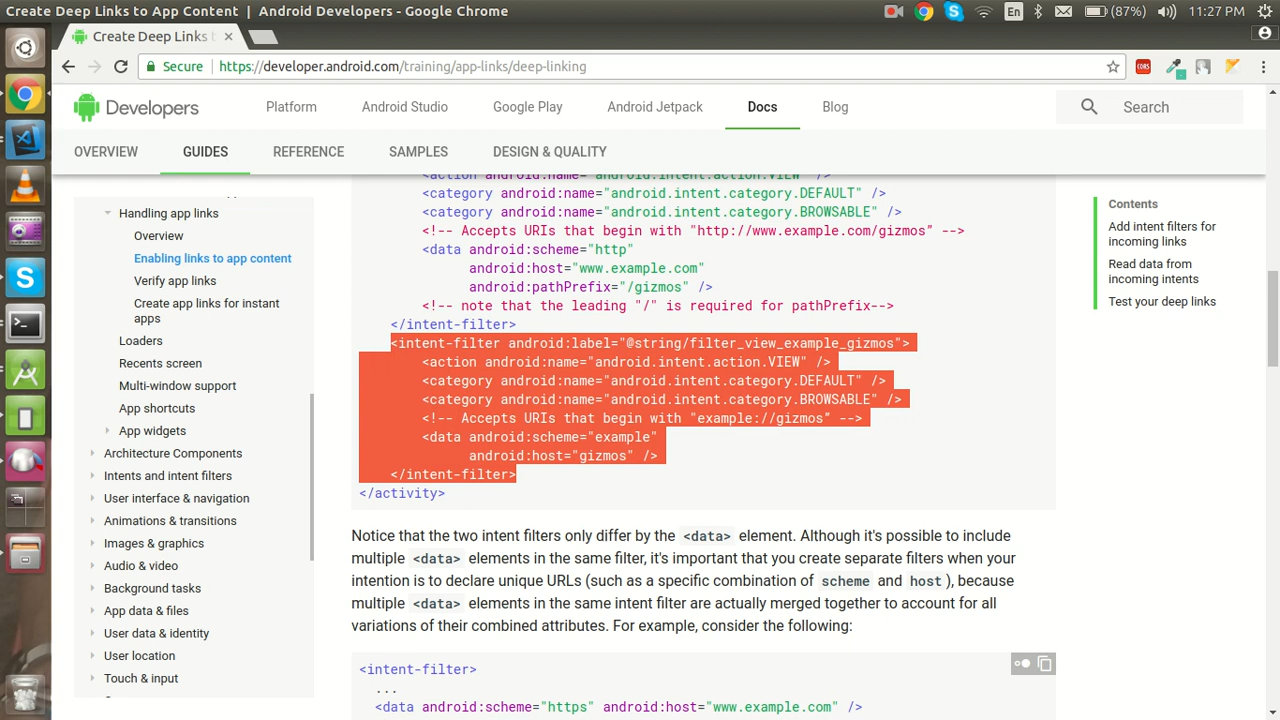 Create Deep Links to App Content | Android Developers - Google Chrome
En
(87%)
11:27 PM
Create Deep Links t
Secure
https://developer.android.com/training/app-links/deep-linking
CORS
Developers
Platform
Android Studio
Google Play
Android Jetpack
Docs
Blog
Search
OVERVIEW
GUIDES
REFERENCE
SAMPLES
DESIGN & QUALITY
Handling app links
Overview
Enabling links to app content
Verify app links
Create app links for instant
apps
Loaders
Recents screen
Multi-window support
App shortcuts
App widgets
Architecture Components
Intents and intent filters
User interface & navigation
Animations & transitions
Images & graphics
Audio & video
Background tasks
App data & files
User data & identity
User location
Touch & input
<action android:name="android.intent.action.VIEW" />
<category android:name="android.intent.category.DEFAULT" />
<category android:name="android.intent.category.BROWSABLE" />
<!-- Accepts URIs that begin with "http://www.example.com/gizmos” -->
<data android:scheme="http"
android:host="www.example.com"
android:pathPrefix="/gizmos" />
<!-- note that the leading "/" is required for pathPrefix-->
</intent-filter>
<intent-filter android:label="@string/filter_view_example_gizmos">
<action android:name="android.intent.action.VIEW" />
<category android:name="android.intent.category.DEFAULT" />
<category android:name="android.intent.category.BROWSABLE" />
<!-- Accepts URIs that begin with "example://gizmos” -->
<data android:scheme="example"
android:host="gizmos" />
</intent-filter>
</activity>
Notice that the two intent filters only differ by the <data> element. Although it's possible to include
multiple <data> elements in the same filter, it's important that you create separate filters when your
intention is to declare unique URLs (such as a specific combination of scheme and host), because
multiple <data> elements in the same intent filter are actually merged together to account for all
variations of their combined attributes. For example, consider the following:
<intent-filter>
...
<data android:scheme="https" android:host="www.example.com" />
Contents
Add intent filters for
incoming links
Read data from
incoming intents
Test your deep links